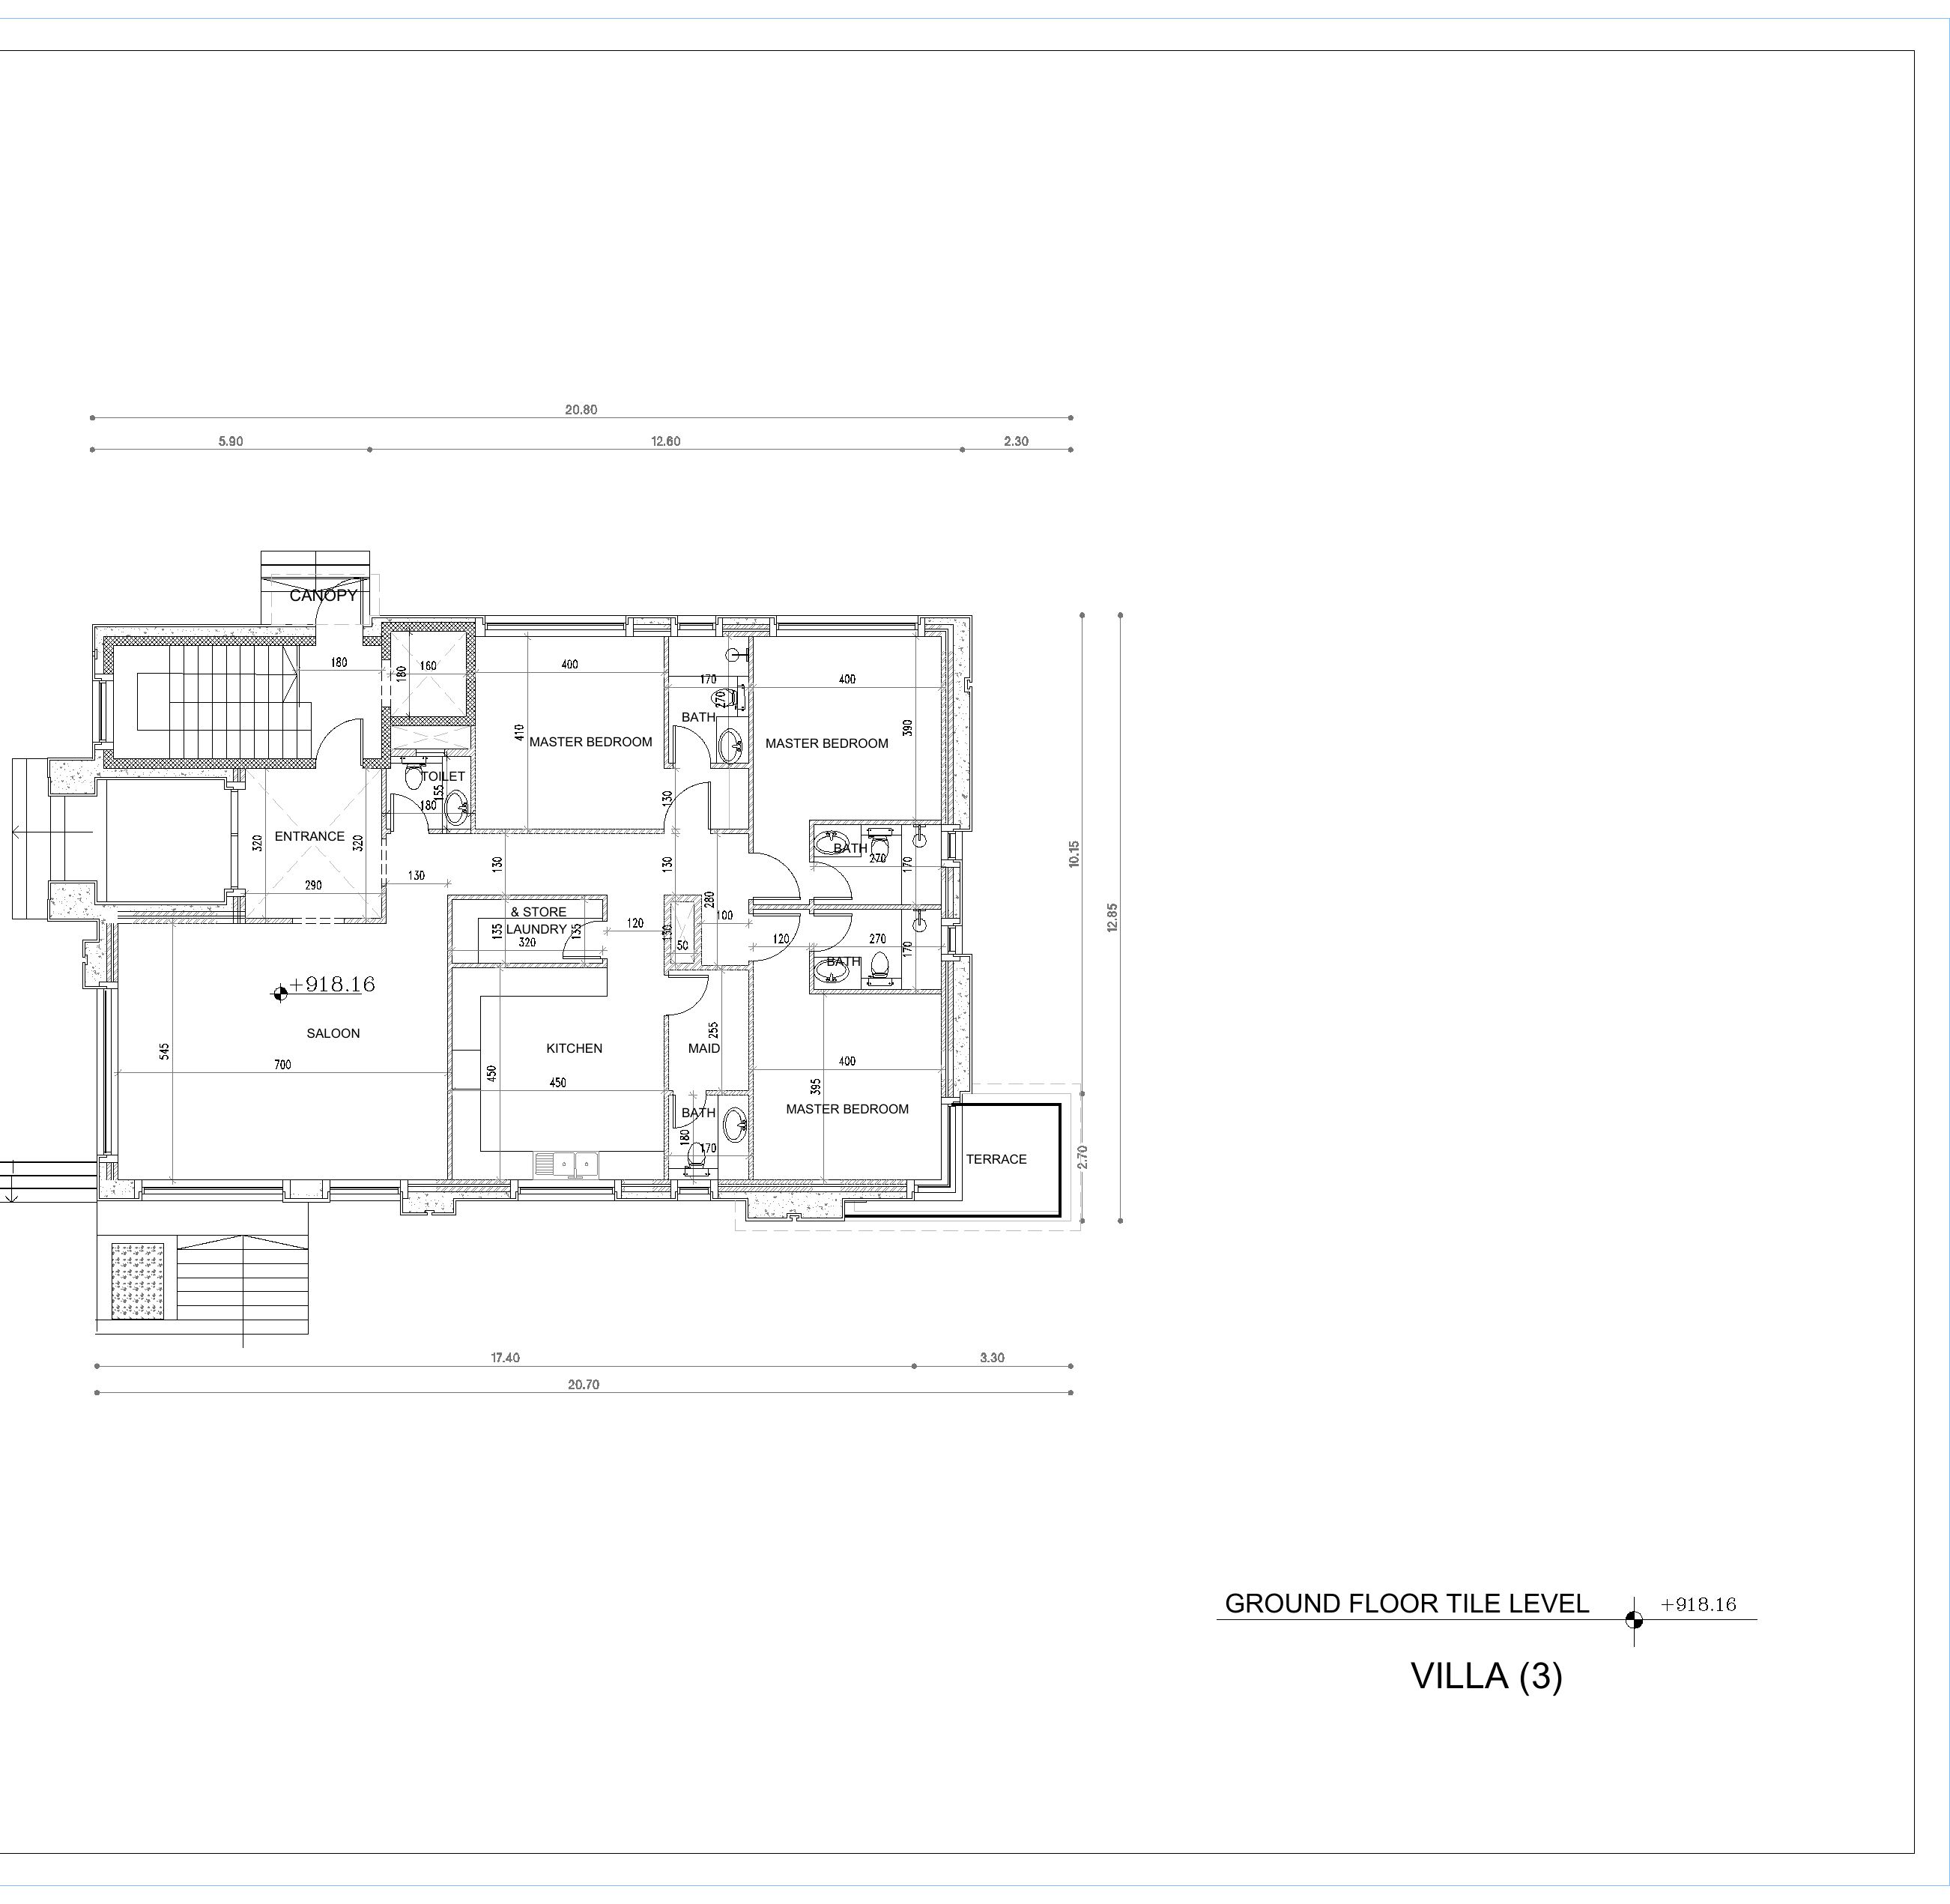 20.80
5.90
12.60
2.30
CANOPY
180
180
160
400
170
400
270
BATH
410
390
MASTER BEDROOM
MASTER BEDROOM
TOILET
155
180
130
320
ENTRANCE
320
BATH
270
170
10.15
130
130
130
290
280
12.85
& STORE
100
120
LAUNDRY
135
135
320
130
50
120
270
170
BATH
+918.16
SALOON
255
545
KITCHEN
MAID
700
450
450
400
395
BATH
MASTER BEDROOM
180
170
TERRACE
2.70
17.40
3.30
20.70
GROUND FLOOR TILE LEVEL
+918.16
VILLA (3)